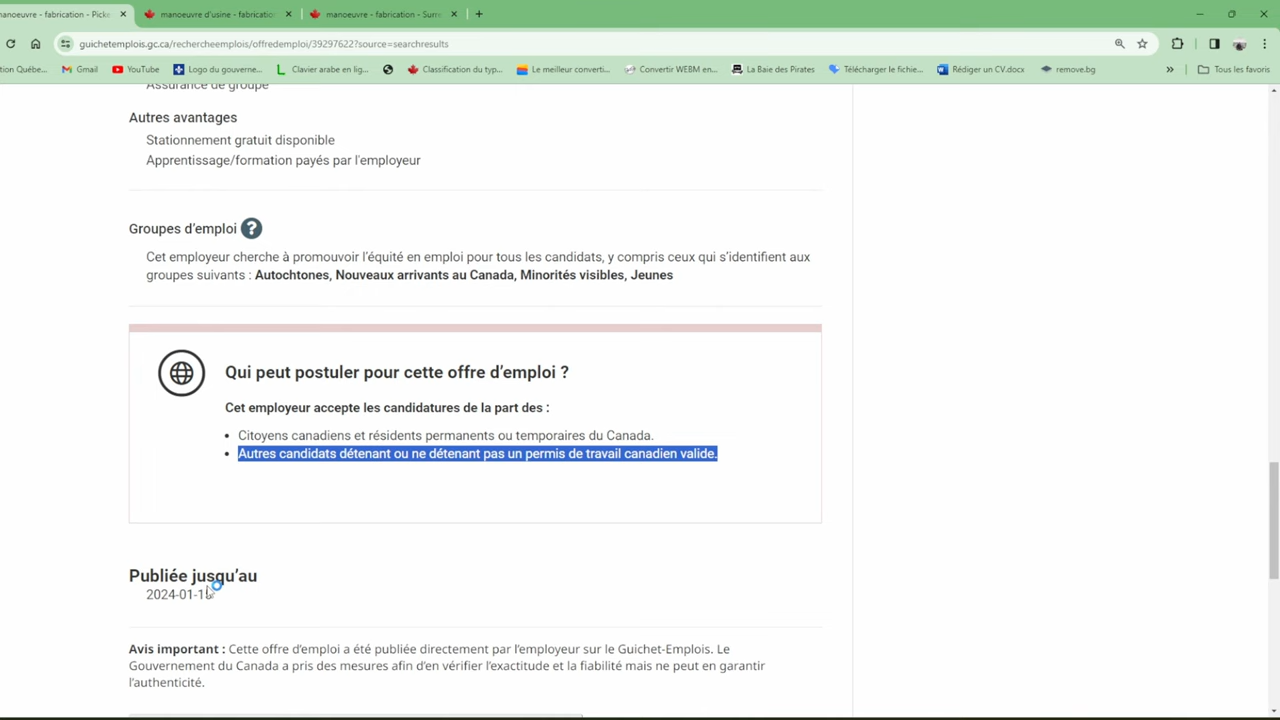 manoeuvre - fabrication - Picke
manoeuvre d'usine - fabrication
manoeuvre - fabrication - Surre
guichetemplois.gc.ca/rechercheemplois/offredemploi/39297622?source=searchresults
tion Québe...
Gmail
YouTube
Logo du gouverne...
Clavier arabe en lig...
Classification du typ...
Le meilleur converti...
Convertir WEBM en...
La Baie des Pirates
Télécharger le fichie...
Rédiger un CV.docx
remove.bg
»
Tous les favoris
Assurance de groupe
Autres avantages
Stationnement gratuit disponible
Apprentissage/formation payés par l'employeur
Groupes d'emploi ?
Cet employeur cherche à promouvoir l'équité en emploi pour tous les candidats, y compris ceux qui s'identifient aux
groupes suivants : Autochtones, Nouveaux arrivants au Canada, Minorités visibles, Jeunes
Qui peut postuler pour cette offre d'emploi ?
Cet employeur accepte les candidatures de la part des :
• Citoyens canadiens et résidents permanents ou temporaires du Canada.
• Autres candidats détenant ou ne détenant pas un permis de travail canadien valide.
Publiée jusqu'au
Avis important : Cette offre d'emploi a été publiée directement par l'employeur sur le Guichet-Emplois. Le
Gouvernement du Canada a pris des mesures afin d'en vérifier l'exactitude et la fiabilité mais ne peut en garantir
l'authenticité.